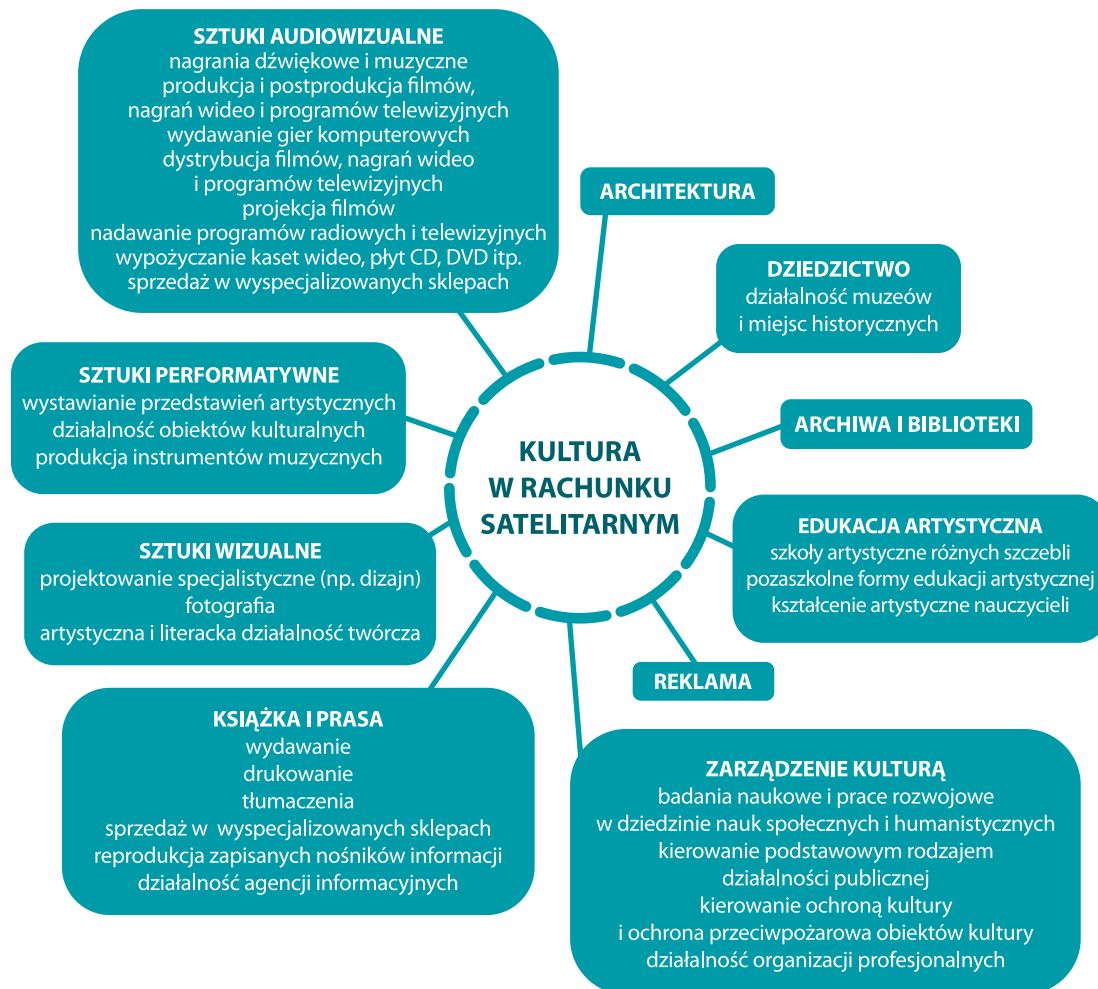 SZTUKI AUDIOWIZUALNE
nagrania dźwiękowe i muzyczne
produkcja i postprodukcja filmów,
nagrań wideo i programów telewizyjnych
wydawanie gier komputerowych
dystrybucja filmów, nagrań wideo
i programów telewizyjnych
projekcja filmów
nadawanie programów radiowych i telewizyjnych
wypożyczanie kaset wideo, płyt CD, DVD itp.
sprzedaż w wyspecjalizowanych sklepach
ARCHITEKTURA
DZIEDZICTWO
działalność muzeów
i miejsc historycznych
SZTUKI PERFORMATYWNE
wystawianie przedstawień artystycznych
działalność obiektów kulturalnych
produkcja instrumentów muzycznych
ARCHIWA I BIBLIOTEKI
KULTURA
W RACHUNKU
SATELITARNYM
EDUKACJA ARTYSTYCZNA
szkoły artystyczne różnych szczebli
pozaszkolne formy edukacji artystycznej
kształcenie artystyczne nauczycieli
SZTUKI WIZUALNE
projektowanie specjalistyczne (np. dizajn)
fotografia
artystyczna i literacka działalność twórcza
REKLAMA
KSIĄŻKA I PRASA
wydawanie
drukowanie
tłumaczenia
sprzedaż w wyspecjalizowanych sklepach
reprodukcja zapisanych nośników informacji
działalność agencji informacyjnych
ZARZĄDZENIE KULTURĄ
badania naukowe i prace rozwojowe
w dziedzinie nauk społecznych i humanistycznych
kierowanie podstawowym rodzajem
działalności publicznej
kierowanie ochroną kultury
i ochrona przeciwpożarowa obiektów kultury
działalność organizacji profesjonalnych